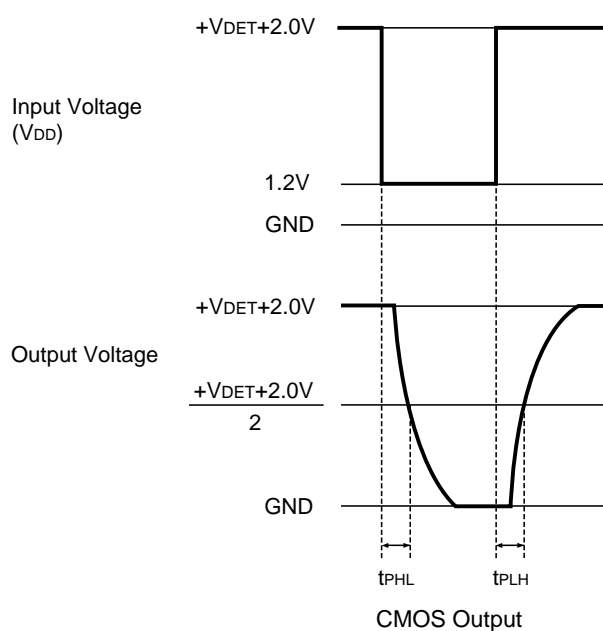 +VDET+2.0V
Input Voltage
(VDD)
1.2V
GND
+VDET+2.0V
Output Voltage
+VDET+2.0V
2
GND
tPHL
tPLH
CMOS Output